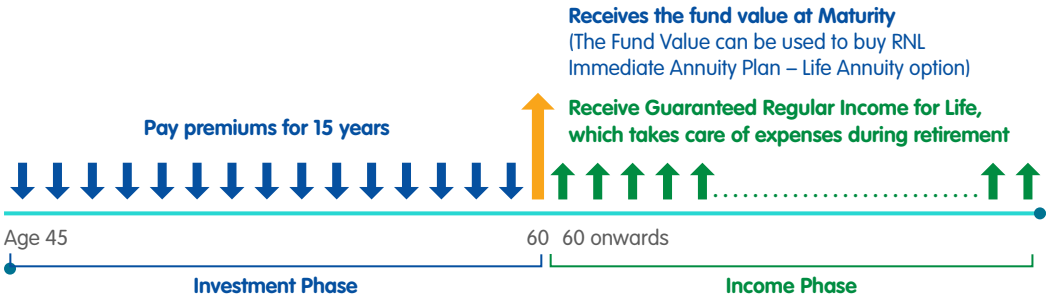 Receives the fund value at Maturity
(The Fund Value can be used to buy RNL
Immediate Annuity Plan – Life Annuity option)
Pay premiums for 15 years
Receive Guaranteed Regular Income for Life,
which takes care of expenses during retirement
Age 45
60
60 onwards
Investment Phase
Income Phase